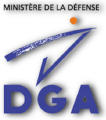 MINISTÈRE DE LA DÉFENSE
DGA